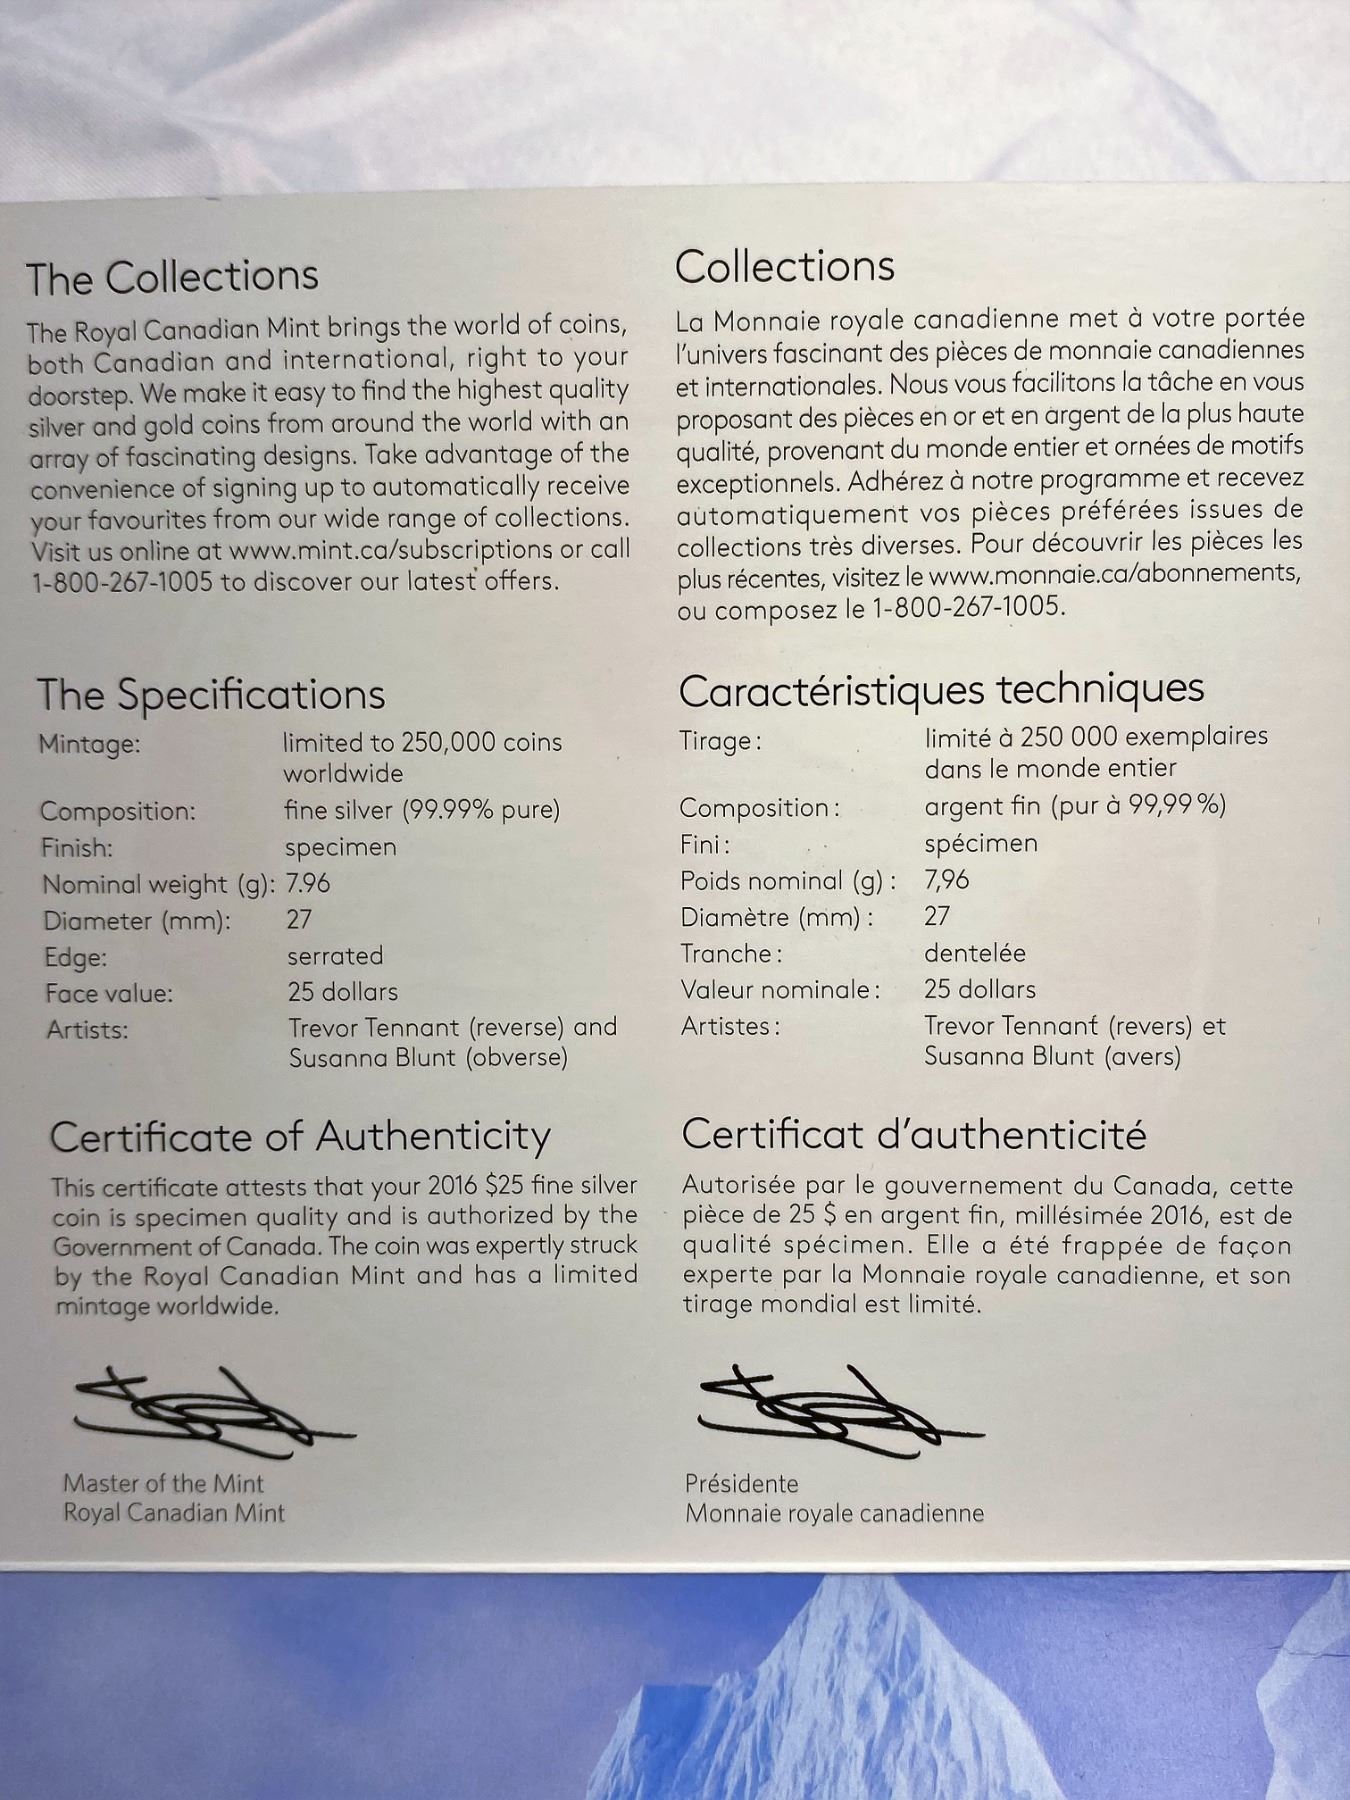 The Collections
The Royal Canadian Mint brings the world of coins,
both Canadian and international, right to your
doorstep. We make it easy to find the highest quality
silver and gold coins from around the world with an
array of fascinating designs. Take advantage of the
convenience of signing up to automatically receive
your favourites from our wide range of collections.
Visit us online at www.mint.ca/subscriptions or call
1-800-267-1005 to discover our latest offers.
The Specifications
Mintage: limited to 250,000 coins
worldwide
Composition: fine silver (99.99% pure)
Finish: specimen
Nominal weight (g): 7.96
Diameter (mm): 27
Edge: serrated
Face value: 25 dollars
Artists: Trevor Tennant (reverse) and
Susanna Blunt (obverse)
Certificate of Authenticity
This certificate attests that your 2016 $25 fine silver
coin is specimen quality and is authorized by the
Government of Canada. The coin was expertly struck
by the Royal Canadian Mint and has a limited
mintage worldwide.
Master of the Mint
Royal Canadian Mint
Collections
La Monnaie royale canadienne met à votre portée
l'univers fascinant des pièces de monnaie canadiennes
et internationales. Nous vous facilitons la tâche en vous
proposant des pièces en or et en argent de la plus haute
qualité, provenant du monde entier et ornées de motifs
exceptionnels. Adhérez à notre programme et recevez
automatiquement vos pièces préférées issues de
collections très diverses. Pour découvrir les pièces les
plus récentes, visitez le www.monnaie.ca/abonnements,
ou composez le 1-800-267-1005.
Caractéristiques techniques
Tirage : limité à 250 000 exemplaires
dans le monde entier
Composition : argent fin (pur à 99,99 %)
Fini : spécimen
Poids nominal (g) : 7,96
Diamètre (mm) : 27
Tranche : dentelée
Valeur nominale : 25 dollars
Artistes : Trevor Tennant (revers) et
Susanna Blunt (avers)
Certificat d'authenticité
Autorisée par le gouvernement du Canada, cette
pièce de 25 $ en argent fin, millésimée 2016, est de
qualité spécimen. Elle a été frappée de façon
experte par la Monnaie royale canadienne, et son
tirage mondial est limité.
Présidente
Monnaie royale canadienne